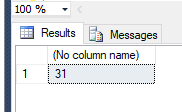 100 %
Results Messages
(No column name)
1 31